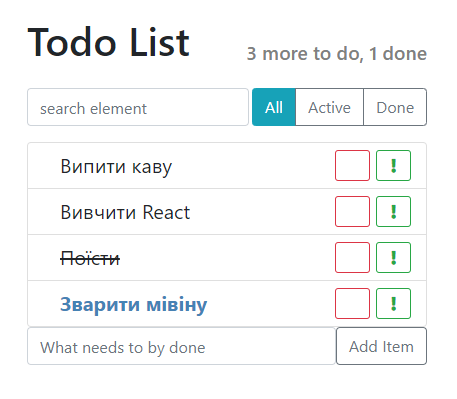 Todo List
3 more to do, 1 done
search element
All Active Done
Випити каву !
Вивчити React !
Поїсти !
Зварити мівіну !
What needs to by done Add Item